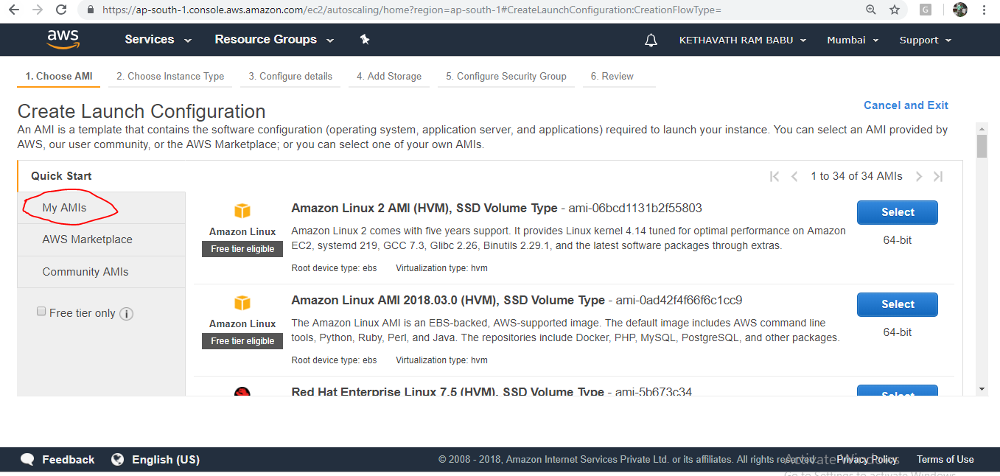 https://ap-south-1.console.aws.amazon.com/ec2/autoscaling/home?region=ap-south-1#CreateLaunchConfiguration:CreationFlowType=
G
aws Services Resource Groups KETHAVATH RAM BABU Mumbai Support
1. Choose AMI 2. Choose Instance Type 3. Configure details 4. Add Storage 5. Configure Security Group 6. Review
Create Launch Configuration
Cancel and Exit
An AMI is a template that contains the software configuration (operating system, application server, and applications) required to launch your instance. You can select an AMI provided by
AWS, our user community, or the AWS Marketplace; or you can select one of your own AMIs.
Quick Start
1 to 34 of 34 AMIs
My AMIs
AWS Marketplace
Community AMIs
Free tier only i
Amazon Linux
Free tier eligible
Amazon Linux 2 AMI (HVM), SSD Volume Type - ami-06bcd1131b2f55803
Amazon Linux 2 comes with five years support. It provides Linux kernel 4.14 tuned for optimal performance on Amazon
EC2, systemd 219, GCC 7.3, Glibc 2.26, Binutils 2.29.1, and the latest software packages through extras.
Root device type: ebs Virtualization type: hvm
Select
64-bit
Amazon Linux
Free tier eligible
Amazon Linux AMI 2018.03.0 (HVM), SSD Volume Type - ami-0ad42f4f66f6c1cc9
The Amazon Linux AMI is an EBS-backed, AWS-supported image. The default image includes AWS command line
tools, Python, Ruby, Perl, and Java. The repositories include Docker, PHP, MySQL, PostgreSQL, and other packages.
Root device type: ebs Virtualization type: hvm
Select
64-bit
Red Hat Enterprise Linux 7.5 (HVM), SSD Volume Type - ami-5b673c34
Select
Feedback English (US)
© 2008 - 2018, Amazon Internet Services Private Ltd. or its affiliates. All rights reserved. Privacy Policy Terms of Use
Activate Windows
Go to Settings to activate Windows.